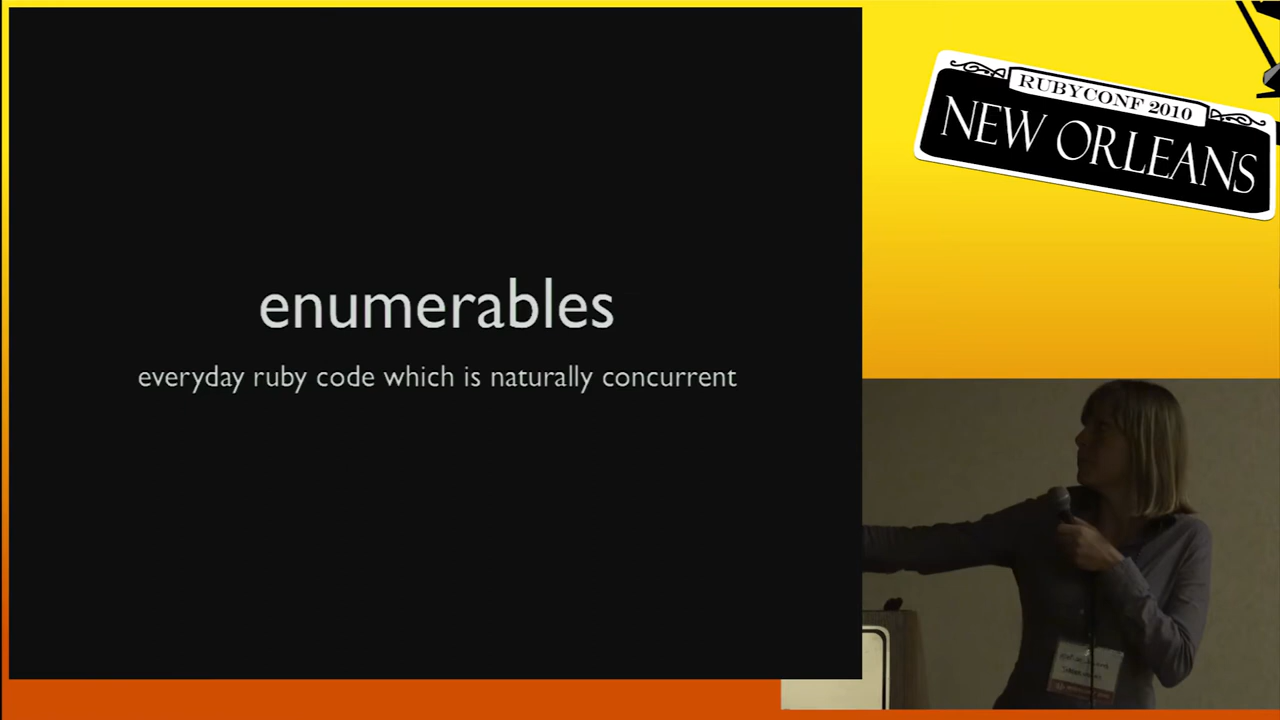 enumerables
everyday ruby code which is naturally concurrent
RUBYCONF 2010
NEW ORLEANS